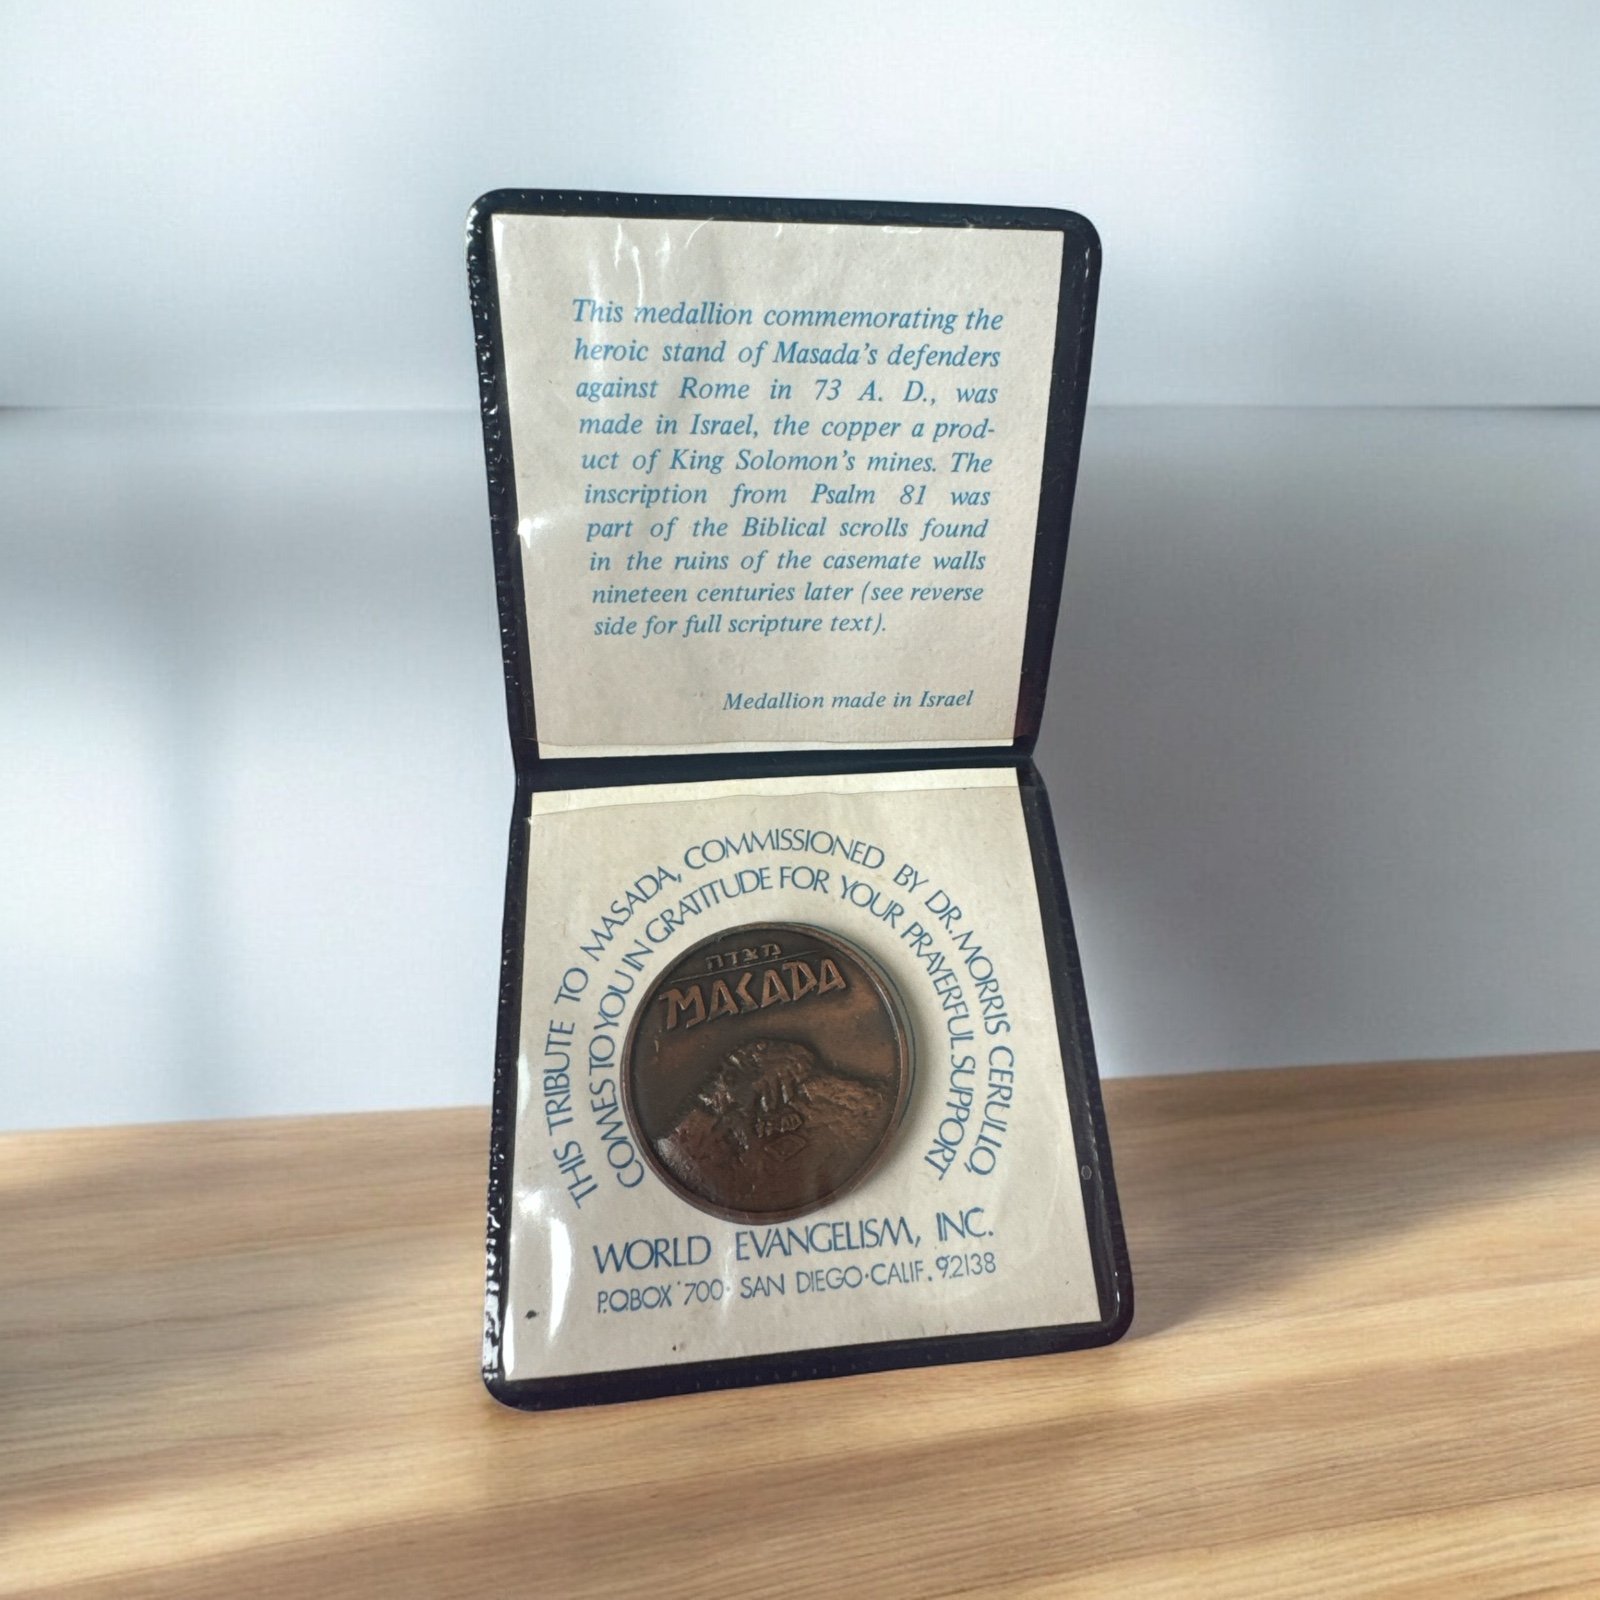 This medallion commemorating the
heroic stand of Masada's defenders
against Rome in 73 A. D., was
made in Israel, the copper a prod-
uct of King Solomon's mines. The
inscription from Psalm 81 was
part of the Biblical scrolls found
in the ruins of the casemate walls
nineteen centuries later (see reverse
side for full scripture text).
Medallion made in Israel
THIS TRIBUTE TO MASADA, COMMISSIONED BY DR. MORRIS CERULLO,
COMES TO YOU IN GRATITUDE FOR YOUR PRAYERFUL SUPPORT
מצדה
MASADA
WORLD EVANGELISM, INC.
P.O.BOX 700· SAN DIEGO·CALIF. 92138